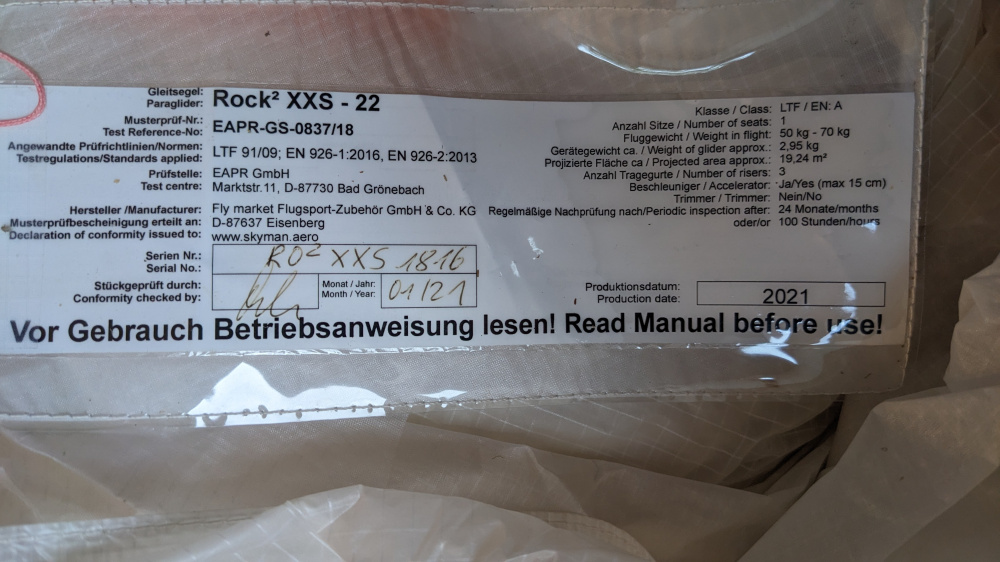 Gleitsegel:
Paraglider: Rock² XXS - 22
Musterprüf-Nr.:
Test Reference-No: EAPR-GS-0837/18
Angewandte Prüfrichtlinien/Normen:
Testregulations/Standards applied: LTF 91/09; EN 926-1:2016, EN 926-2:2013
Prüfstelle: EAPR GmbH
Test centre: Marktstr.11, D-87730 Bad Grönebach
Hersteller /Manufacturer: Fly market Flugsport-Zubehör GmbH & Co. KG
Musterprüfbescheinigung erteilt an: D-87637 Eisenberg
Declaration of conformity issued to: www.skyman.aero
Serien Nr.:
Serial No.: RO² XXS 18-16
Stückgeprüft durch: Monat / Jahr:
Conformity checked by: Month / Year: 01/21
Klasse / Class: LTF / EN: A
Anzahl Sitze / Number of seats: 1
Fluggewicht / Weight in flight: 50 kg - 70 kg
Gerätegewicht ca. / Weight of glider approx.: 2,95 kg
Projizierte Fläche ca / Projected area approx.: 19,24 m²
Anzahl Tragegurte / Number of risers: 3
Beschleuniger / Accelerator: Ja/Yes (max 15 cm)
Trimmer / Trimmer: Nein/No
Regelmäßige Nachprüfung nach/Periodic inspection after: 24 Monate/months
oder/or 100 Stunden/hours
Produktionsdatum:
Production date: 2021
Vor Gebrauch Betriebsanweisung lesen! Read Manual before use!